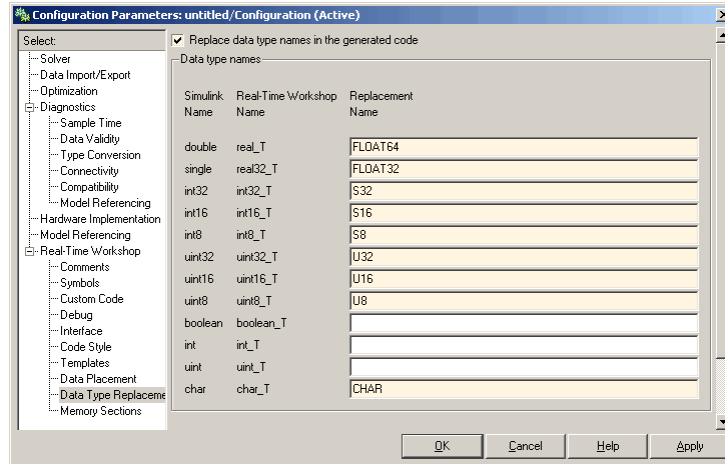 Configuration Parameters: untitled/Configuration (Active)
Select:
Solver
Data Import/Export
Optimization
Diagnostics
Sample Time
Data Validity
Type Conversion
Connectivity
Compatibility
Model Referencing
Hardware Implementation
Model Referencing
Real-Time Workshop
Comments
Symbols
Custom Code
Debug
Interface
Code Style
Templates
Data Placement
Data Type Replaceme
Memory Sections
Replace data type names in the generated code
Data type names
Simulink Name Real-Time Workshop Name Replacement Name
double real_T FLOAT64
single real32_T FLOAT32
int32 int32_T S32
int16 int16_T S16
int8 int8_T S8
uint32 uint32_T U32
uint16 uint16_T U16
uint8 uint8_T U8
boolean boolean_T
int int_T
uint uint_T
char char_T CHAR
OK Cancel Help Apply